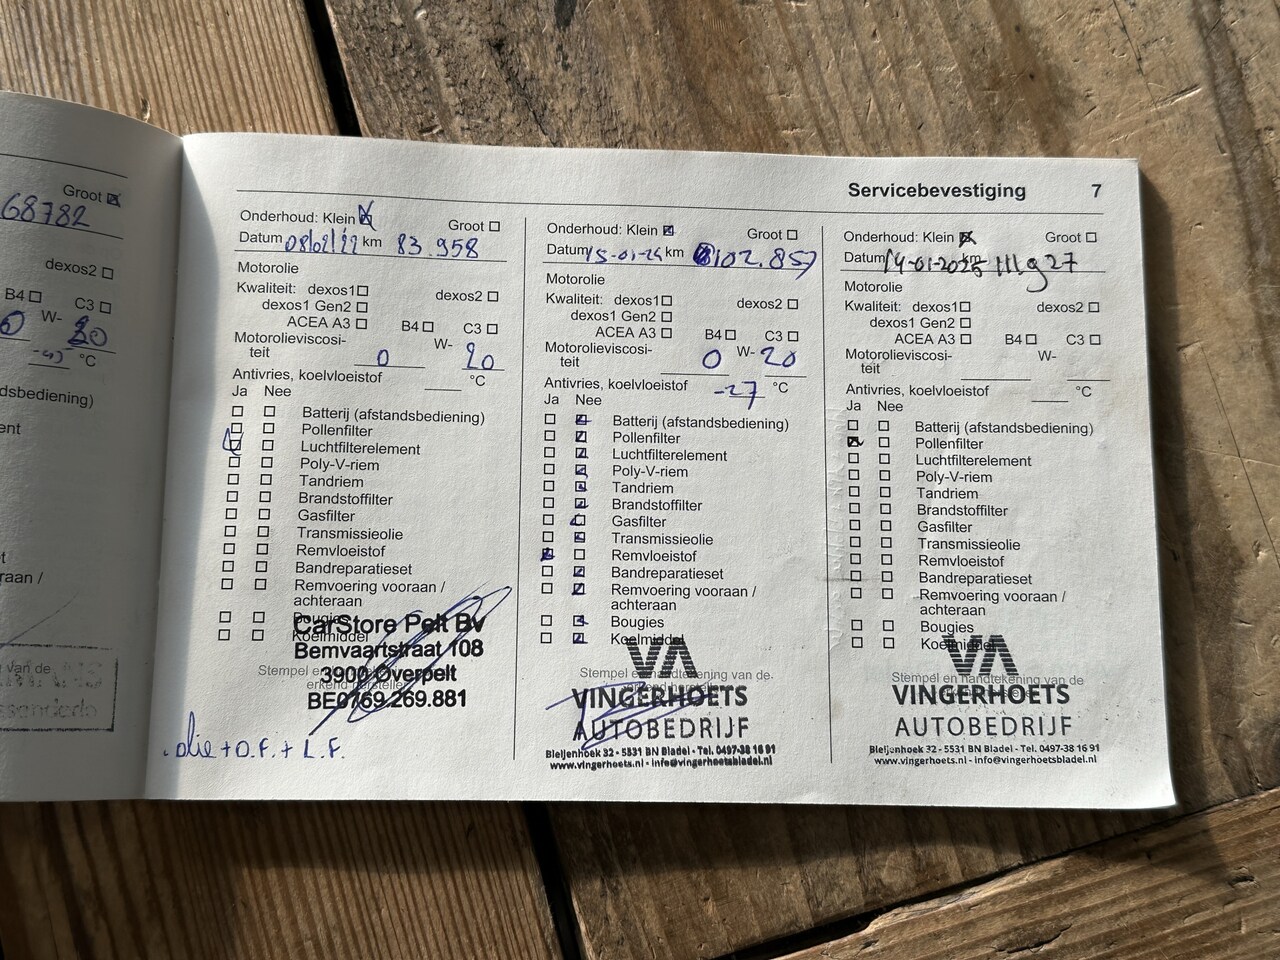 Groot
68782
dexos2
B4 C3
0 W- 20
°C
dsbediening)
Servicebevestiging 7
Onderhoud: Klein Groot
Datum 08/02/22 km 83.958
Motorolie
Kwaliteit: dexos1 dexos2
dexos1 Gen2
ACEA A3 B4 C3
Motorolieviscosi-
teit 0 W- 20
Antivries, koelvloeistof °C
Ja Nee
Batterij (afstandsbediening)
Pollenfilter
Luchtfilterelement
Poly-V-riem
Tandriem
Brandstoffilter
Gasfilter
Transmissieolie
Remvloeistof
Bandreparatieset
Remvoering vooraan /
achteraan
Bougies
Koelmiddel
CarStore Pelt Bv
Bemvaartstraat 108
3900 Overpelt
BE0769.269.881
olie + O.F. + L.F.
Onderhoud: Klein Groot
Datum 15-01-24 km 102.857
Motorolie
Kwaliteit: dexos1 dexos2
dexos1 Gen2
ACEA A3 B4 C3
Motorolieviscosi-
teit 0 W- 20
Antivries, koelvloeistof -27 °C
Ja Nee
Batterij (afstandsbediening)
Pollenfilter
Luchtfilterelement
Poly-V-riem
Tandriem
Brandstoffilter
Gasfilter
Transmissieolie
Remvloeistof
Bandreparatieset
Remvoering vooraan /
achteraan
Bougies
Koelmiddel
Stempel en handtekening van de
VA
VINGERHOETS
AUTOBEDRIJF
Bleijenhoek 32 - 5531 BN Bladel - Tel. 0497-38 16 91
www.vingerhoets.nl - info@vingerhoetsbladel.nl
Onderhoud: Klein Groot
Datum 14-01-2025 km 111927
Motorolie
Kwaliteit: dexos1 dexos2
dexos1 Gen2
ACEA A3 B4 C3
Motorolieviscosi-
teit W-
Antivries, koelvloeistof °C
Ja Nee
Batterij (afstandsbediening)
Pollenfilter
Luchtfilterelement
Poly-V-riem
Tandriem
Brandstoffilter
Gasfilter
Transmissieolie
Remvloeistof
Bandreparatieset
Remvoering vooraan /
achteraan
Bougies
Koelmiddel
Stempel en handtekening van de
VA
VINGERHOETS
AUTOBEDRIJF
Bleijenhoek 32 - 5531 BN Bladel - Tel. 0497-38 16 91
www.vingerhoets.nl - info@vingerhoetsbladel.nl